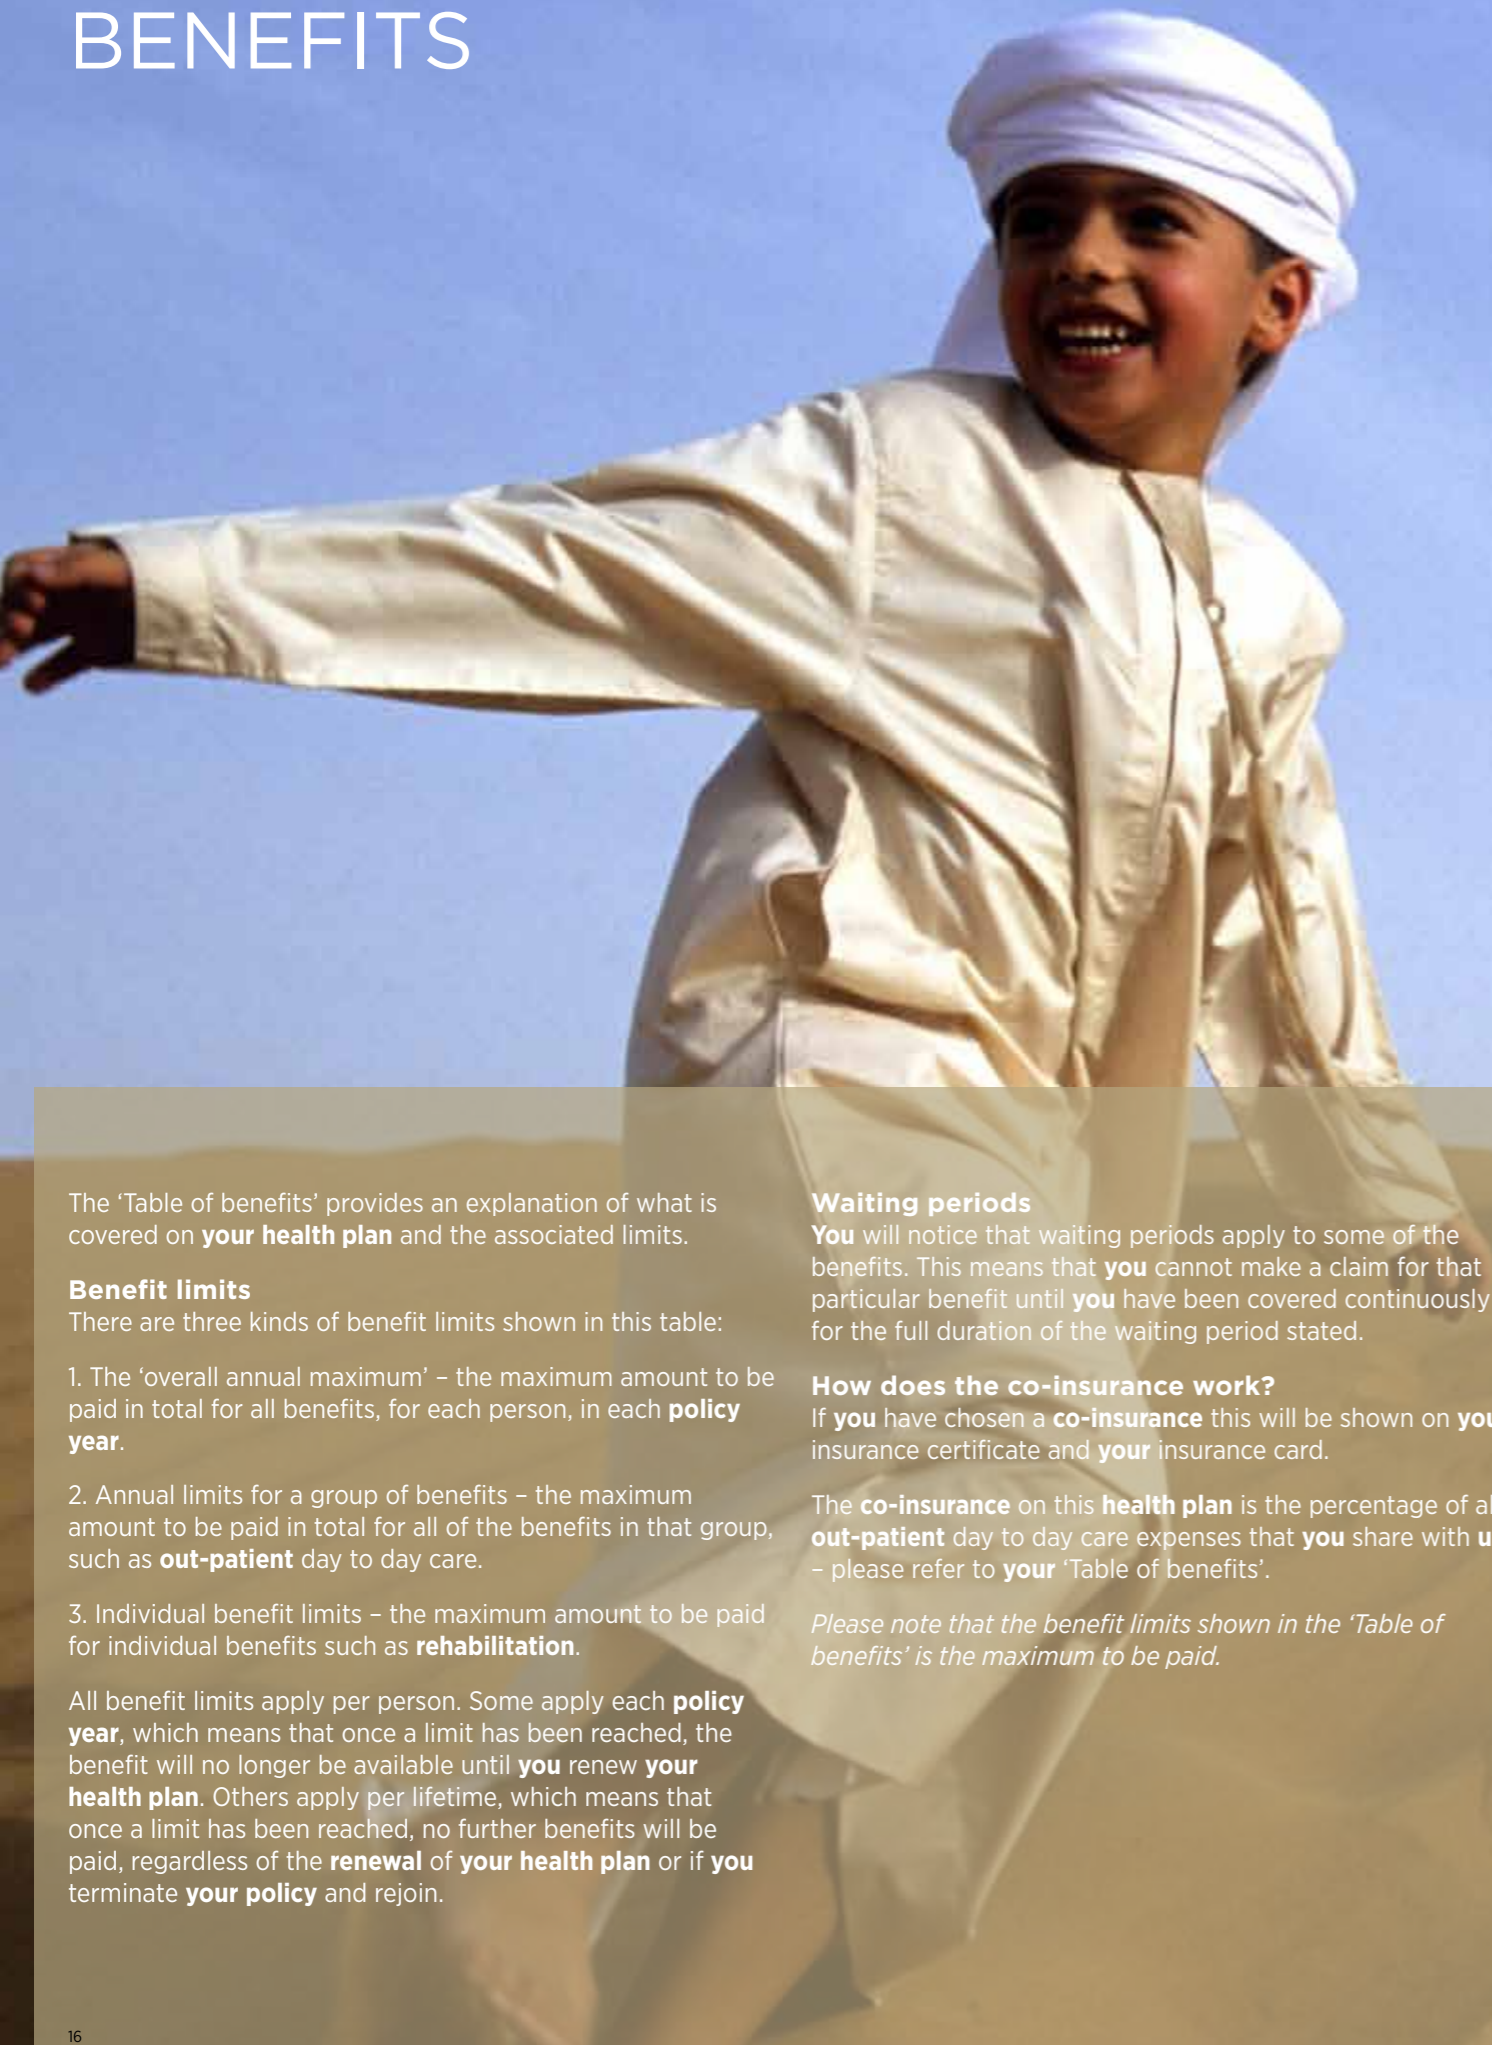 BENEFITS
The ‘Table of benefits’ provides an explanation of what is
covered on your health plan and the associated limits.
Benefit limits
There are three kinds of benefit limits shown in this table:
1. The ‘overall annual maximum’ – the maximum amount to be
paid in total for all benefits, for each person, in each policy
year.
2. Annual limits for a group of benefits – the maximum
amount to be paid in total for all of the benefits in that group,
such as out-patient day to day care.
3. Individual benefit limits – the maximum amount to be paid
for individual benefits such as rehabilitation.
All benefit limits apply per person. Some apply each policy
year, which means that once a limit has been reached, the
benefit will no longer be available until you renew your
health plan. Others apply per lifetime, which means that
once a limit has been reached, no further benefits will be
paid, regardless of the renewal of your health plan or if you
terminate your policy and rejoin.
Waiting periods
You will notice that waiting periods apply to some of the
benefits. This means that you cannot make a claim for that
particular benefit until you have been covered continuously
for the full duration of the waiting period stated.
How does the co-insurance work?
If you have chosen a co-insurance this will be shown on
insurance certificate and your insurance card.
The co-insurance on this health plan is the percentage of
out-patient day to day care expenses that you share with
– please refer to your ‘Table of benefits’.
Please note that the benefit limits shown in the ‘Table of
benefits’ is the maximum to be paid.
16